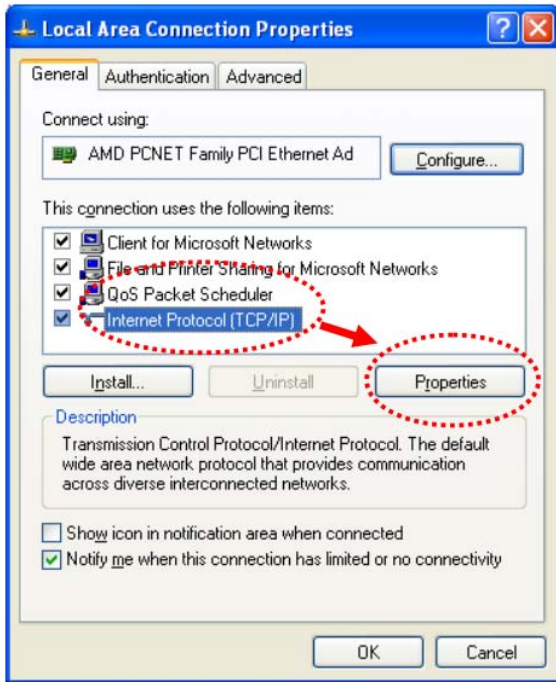 Local Area Connection Properties
General Authentication Advanced
Connect using:
AMD PCNET Family PCI Ethernet Ad Configure...
This connection uses the following items:
Client for Microsoft Networks
File and Printer Sharing for Microsoft Networks
QoS Packet Scheduler
Internet Protocol (TCP/IP)
Install... Uninstall Properties
Description
Transmission Control Protocol/Internet Protocol. The default
wide area network protocol that provides communication
across diverse interconnected networks.
Show icon in notification area when connected
Notify me when this connection has limited or no connectivity
OK Cancel